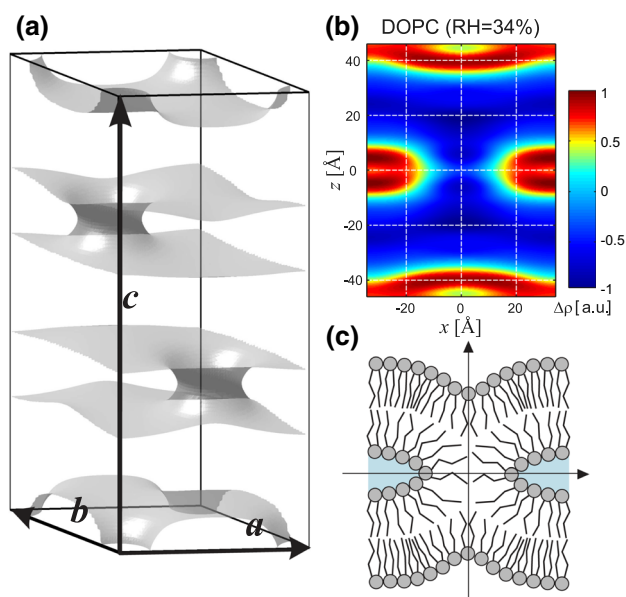 (a)
c
b
a
(b)
DOPC (RH=34%)
z [Å]
40
20
0
-20
-40
-20
0
20
x [Å]
1
0.5
0
-0.5
-1
Δρ [a.u.]
(c)